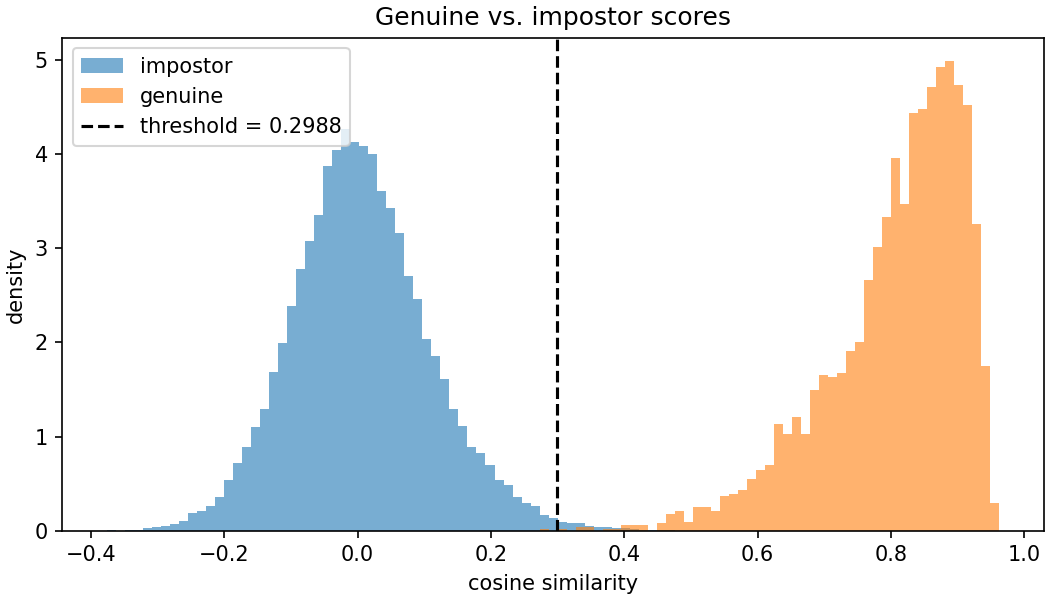 Genuine vs. impostor scores
impostor
genuine
threshold = 0.2988
density
5
4
3
2
1
0
−0.4 −0.2 0.0 0.2 0.4 0.6 0.8 1.0
cosine similarity